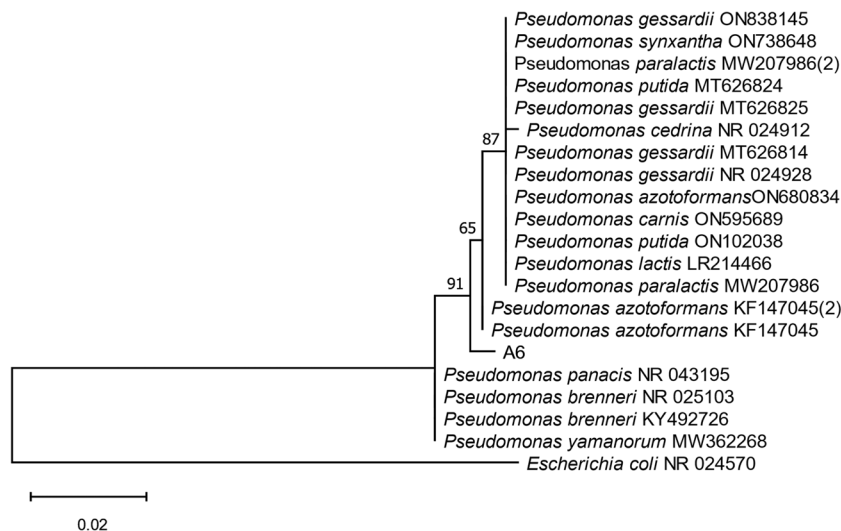 Pseudomonas gessardii ON838145
Pseudomonas synxantha ON738648
Pseudomonas paralactis MW207986(2)
Pseudomonas putida MT626824
Pseudomonas gessardii MT626825
Pseudomonas cedrina NR 024912
87
Pseudomonas gessardii MT626814
Pseudomonas gessardii NR 024928
Pseudomonas azotoformansON680834
Pseudomonas carnis ON595689
65
Pseudomonas putida ON102038
Pseudomonas lactis LR214466
91
Pseudomonas paralactis MW207986
Pseudomonas azotoformans KF147045(2)
Pseudomonas azotoformans KF147045
A6
Pseudomonas panacis NR 043195
Pseudomonas brenneri NR 025103
Pseudomonas brenneri KY492726
Pseudomonas yamanorum MW362268
Escherichia coli NR 024570
0.02